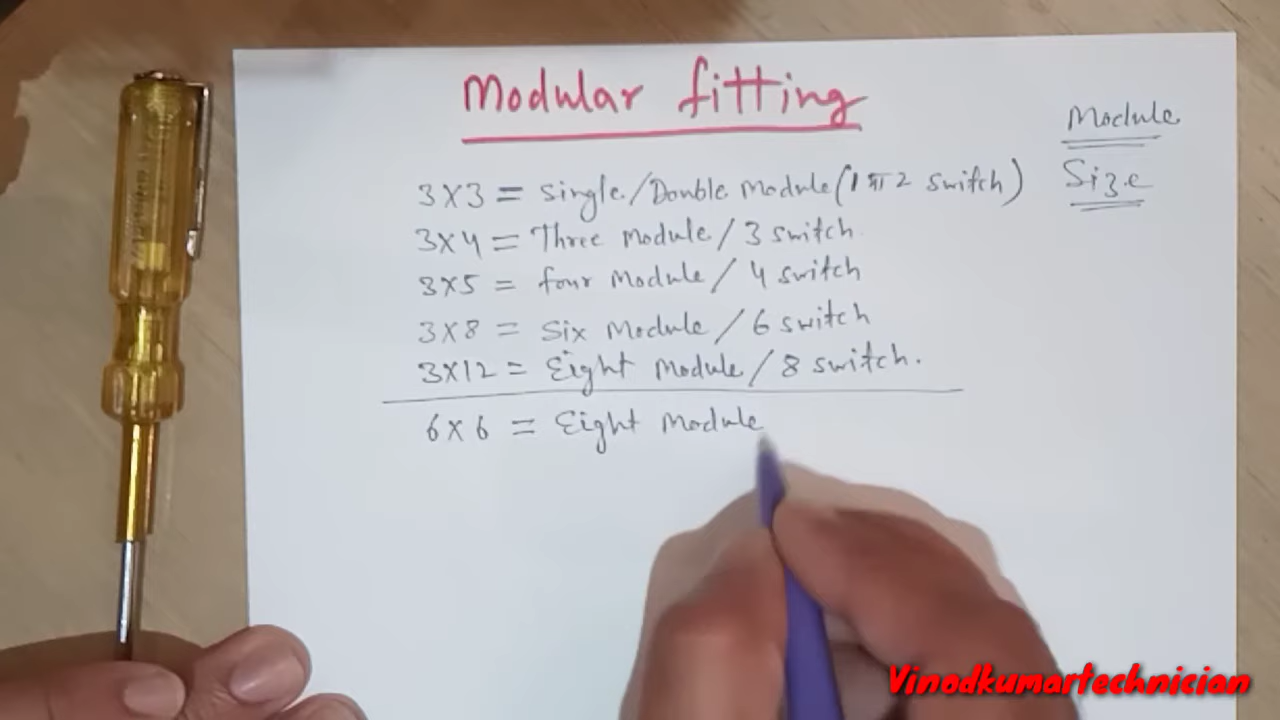 Modular fitting
Module
Size
3X3 = Single/Double Module (1 या 2 switch)
3X4 = Three Module / 3 switch
3X5 = four Module / 4 switch
3X8 = Six Module / 6 switch
3X12 = Eight Module / 8 switch.
6X6 = Eight Module
Vinodkumartechnician